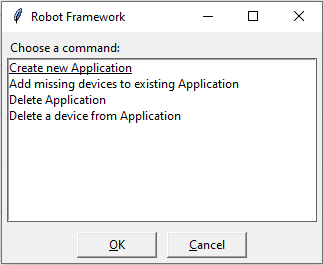 Robot Framework
Choose a command:
Create new Application
Add missing devices to existing Application
Delete Application
Delete a device from Application
OK
Cancel